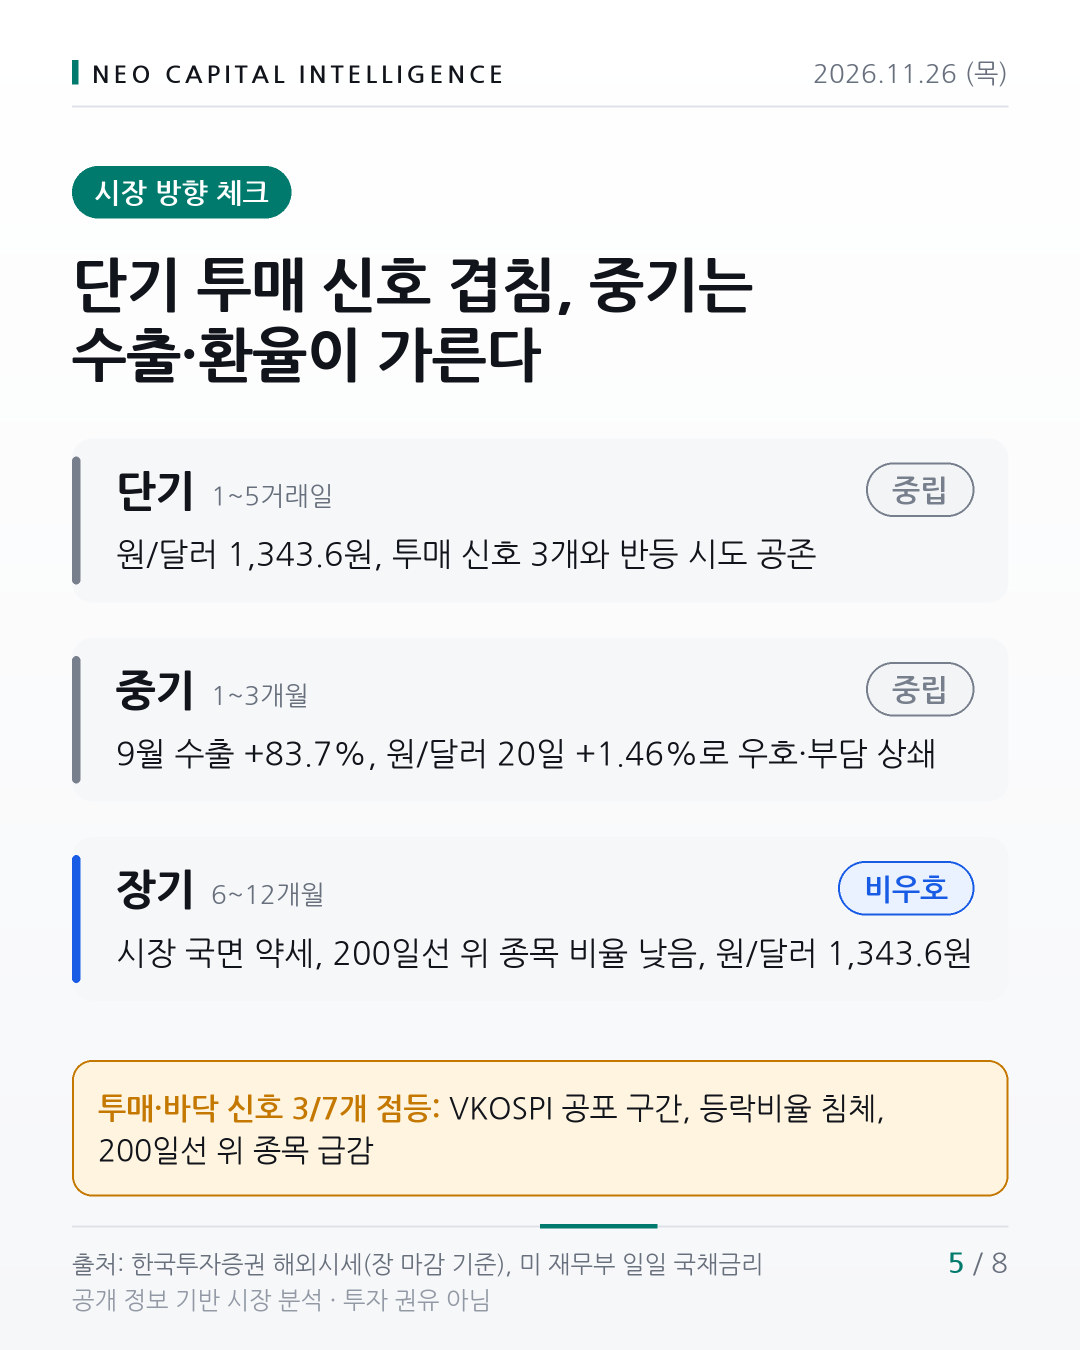 NEO CAPITAL INTELLIGENCE
2026.11.26 (목)
시장 방향 체크
단기 투매 신호 겹침, 중기는
수출·환율이 가른다
단기 1~5거래일
중립
원/달러 1,343.6원, 투매 신호 3개와 반등 시도 공존
중기 1~3개월
중립
9월 수출 +83.7%, 원/달러 20일 +1.46%로 우호·부담 상쇄
장기 6~12개월
비우호
시장 국면 약세, 200일선 위 종목 비율 낮음, 원/달러 1,343.6원
투매·바닥 신호 3/7개 점등: VKOSPI 공포 구간, 등락비율 침체,
200일선 위 종목 급감
출처: 한국투자증권 해외시세(장 마감 기준), 미 재무부 일일 국채금리
5 / 8
공개 정보 기반 시장 분석 · 투자 권유 아님